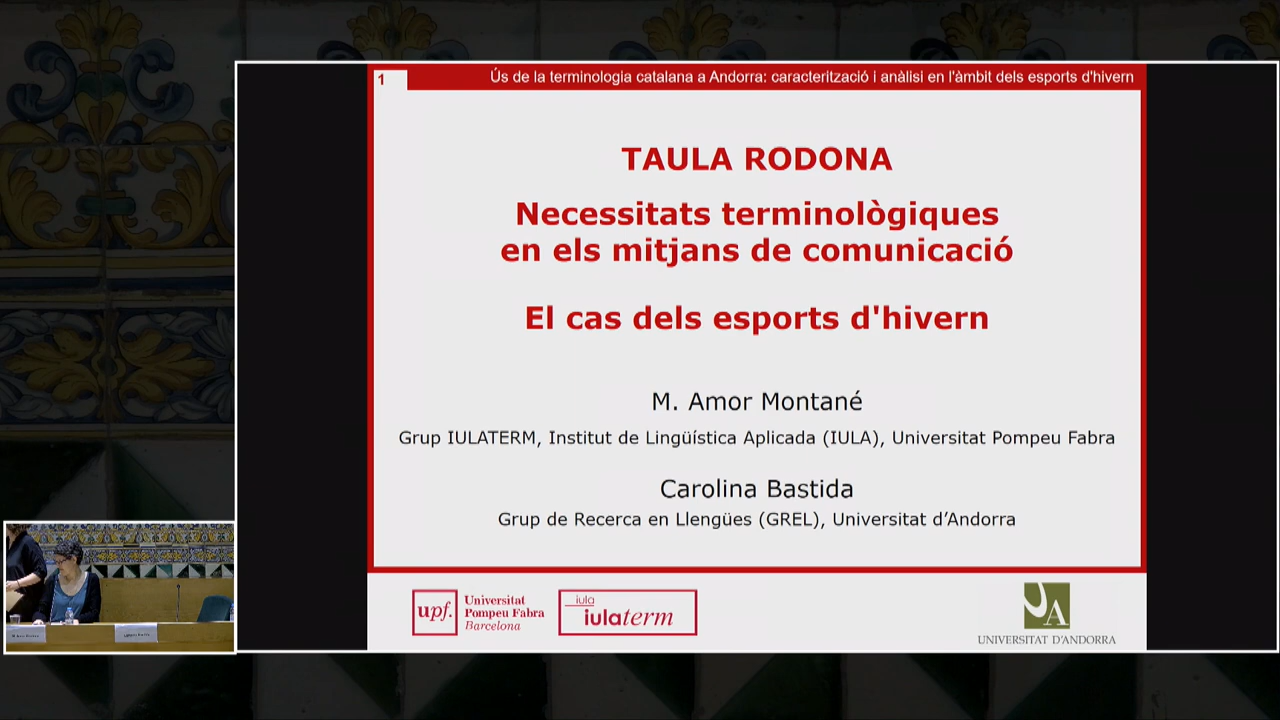 1
Ús de la terminologia catalana a Andorra: caracterització i anàlisi en l'àmbit dels esports d'hivern
TAULA RODONA
Necessitats terminològiques
en els mitjans de comunicació
El cas dels esports d'hivern
M. Amor Montané
Grup IULATERM, Institut de Lingüística Aplicada (IULA), Universitat Pompeu Fabra
Carolina Bastida
Grup de Recerca en Llengües (GREL), Universitat d’Andorra
upf.
Universitat
Pompeu Fabra
Barcelona
iula
iulaterm
UA
UNIVERSITAT D'ANDORRA